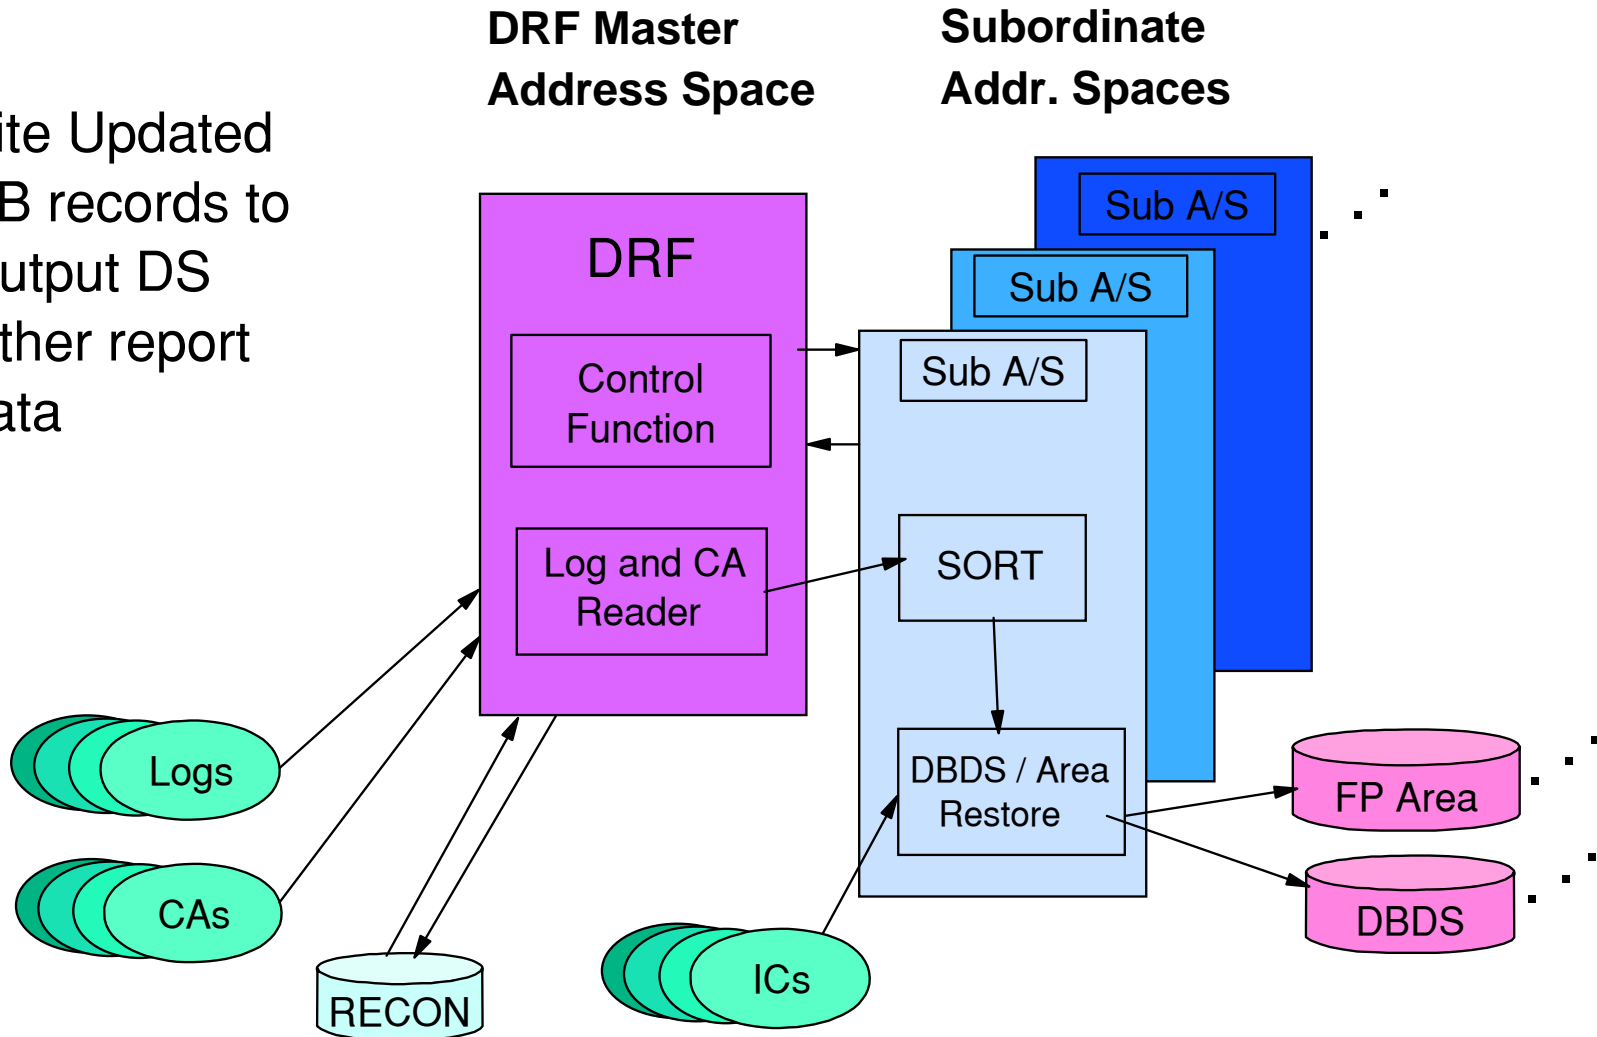 DRF Master
Address Space
Subordinate
Addr. Spaces
ite Updated
B records to
utput DS
ther report
ata
DRF
Control
Function
Log and CA
Reader
Sub A/S
Sub A/S
Sub A/S
SORT
DBDS / Area
Restore
Logs
CAs
RECON
ICs
FP Area
DBDS